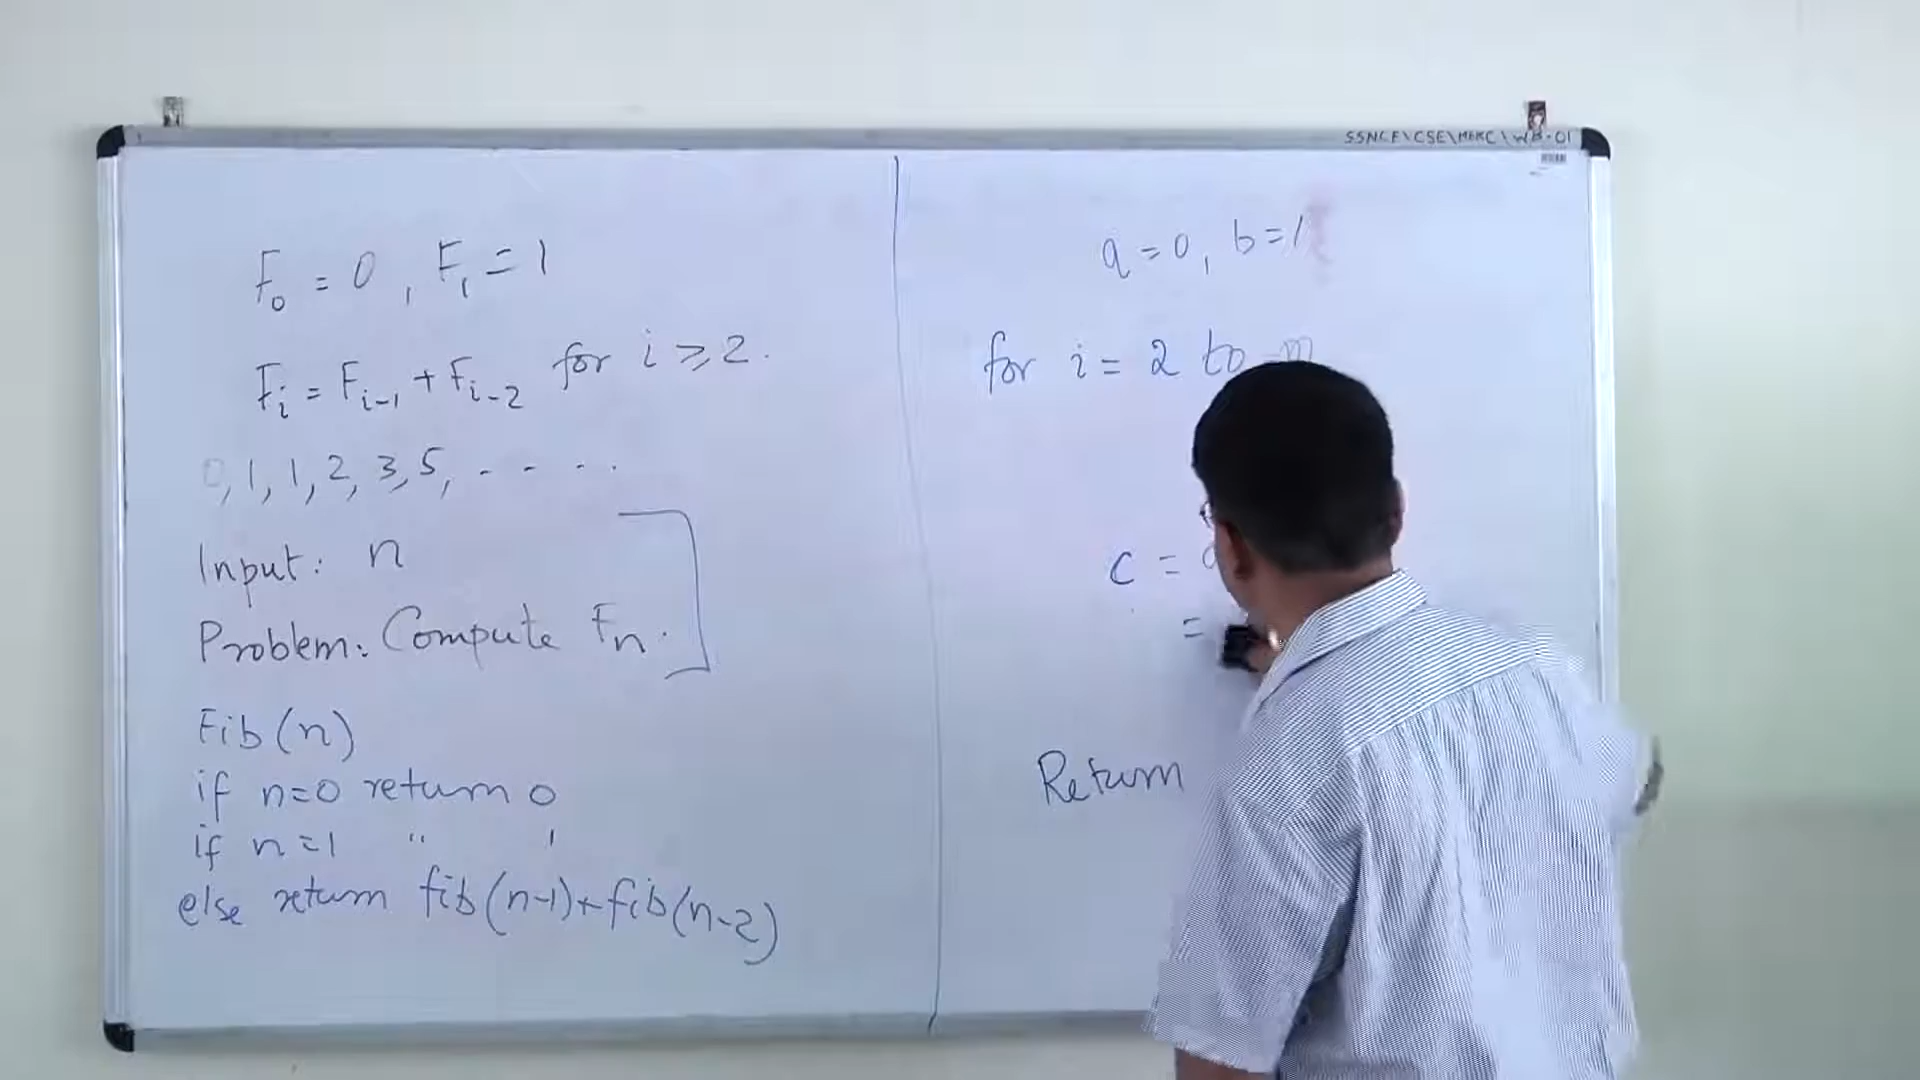 SSNCE\CSE\MERC\WB-01
F₀ = 0, F₁ = 1
Fᵢ = Fᵢ₋₁ + Fᵢ₋₂ for i ≥ 2.
0, 1, 1, 2, 3, 5, - - - .
Input: n
Problem: Compute Fn.
Fib(n)
if n=0 return 0
if n=1 " 1
else return fib(n-1)+fib(n-2)
a=0, b=1
for i = 2 to n
c =
=
Return